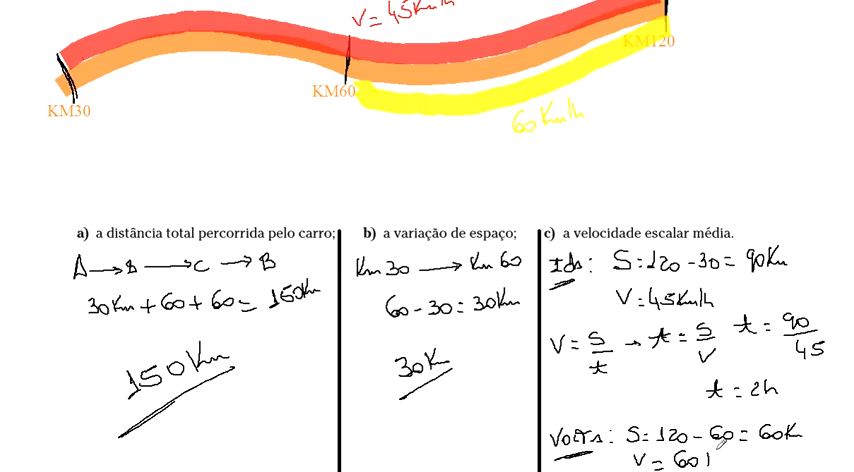 V = 45Km/h
KM120
KM60
KM30
60 Km/h
a) a distância total percorrida pelo carro;
A → B → C → B
30Km + 60 + 60 = 150Km
150Km
b) a variação de espaço;
Km 30 → Km 60
60 - 30 = 30Km
30K
c) a velocidade escalar média.
Ida: S = 120 - 30 = 90Km
V = 45Km/h
V = S/t → t = S/V t = 90/45
t = 2h
Volta: S = 120 - 60 = 60K
V = 60